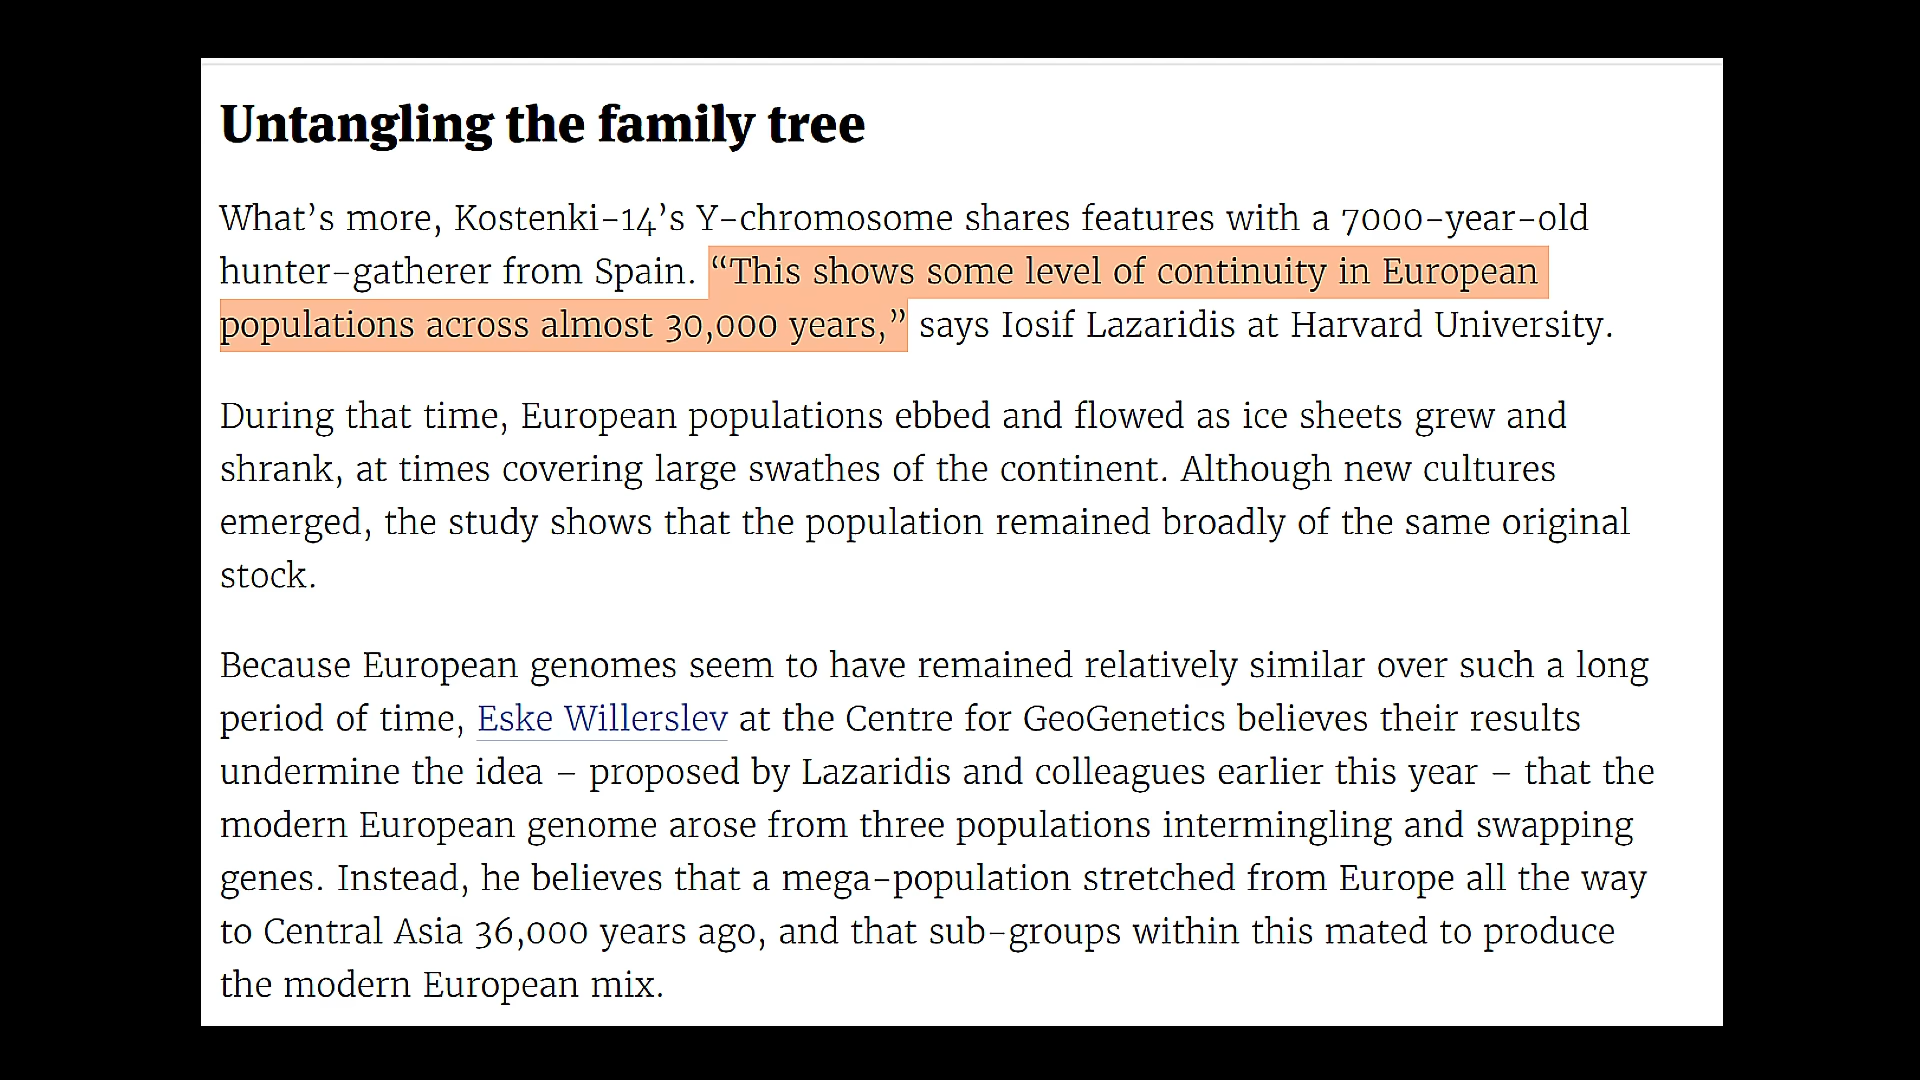 Untangling the family tree
What’s more, Kostenki-14’s Y-chromosome shares features with a 7000-year-old
hunter-gatherer from Spain. “This shows some level of continuity in European
populations across almost 30,000 years,” says Iosif Lazaridis at Harvard University.
During that time, European populations ebbed and flowed as ice sheets grew and
shrank, at times covering large swathes of the continent. Although new cultures
emerged, the study shows that the population remained broadly of the same original
stock.
Because European genomes seem to have remained relatively similar over such a long
period of time, Eske Willerslev at the Centre for GeoGenetics believes their results
undermine the idea – proposed by Lazaridis and colleagues earlier this year – that the
modern European genome arose from three populations intermingling and swapping
genes. Instead, he believes that a mega-population stretched from Europe all the way
to Central Asia 36,000 years ago, and that sub-groups within this mated to produce
the modern European mix.